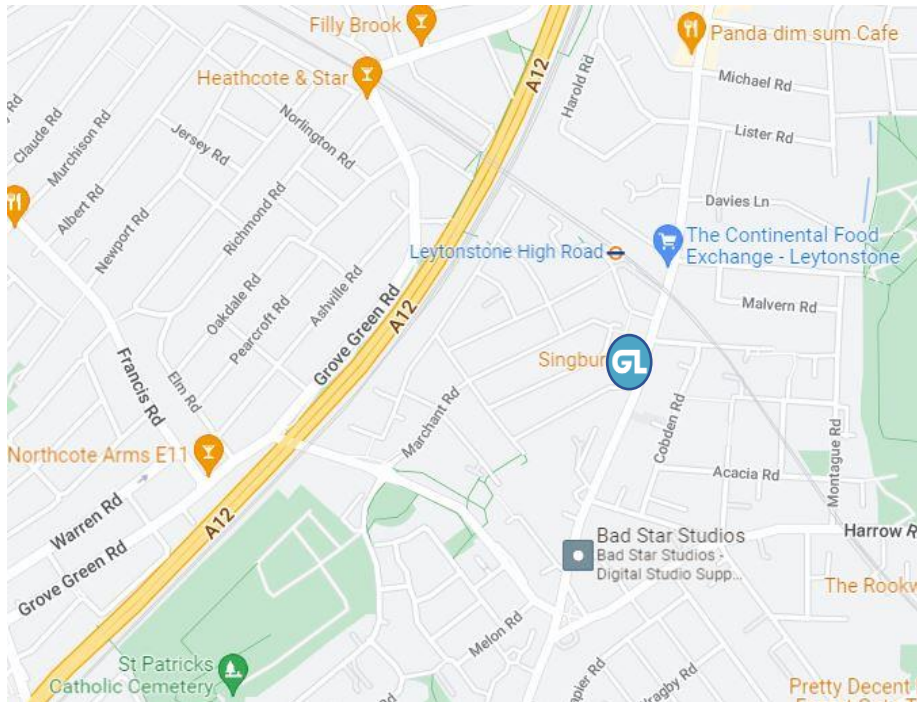 Filly Brook
Panda dim sum Cafe
Heathcote & Star
A12
Michael Rd
Harold Rd
Claude Rd
Murchison Rd
Jersey Rd
Norlington Rd
Lister Rd
Albert Rd
Newport Rd
Richmond Rd
Davies Ln
Leytonstone High Road
The Continental Food
Exchange - Leytonstone
Oakdale Rd
Pearcroft Rd
Ashville Rd
Grove Green Rd
A12
Malvern Rd
Francis Rd
Elm Rd
Singbur
GL
Marchant Rd
Cobden Rd
Montague Rd
Northcote Arms E11
Acacia Rd
Warren Rd
A12
Harrow R
Bad Star Studios
Bad Star Studios -
Digital Studio Supp...
Grove Green Rd
The Rookw
Melon Rd
St Patricks
Catholic Cemetery
apier Rd
ragby Rd
Pretty Decent